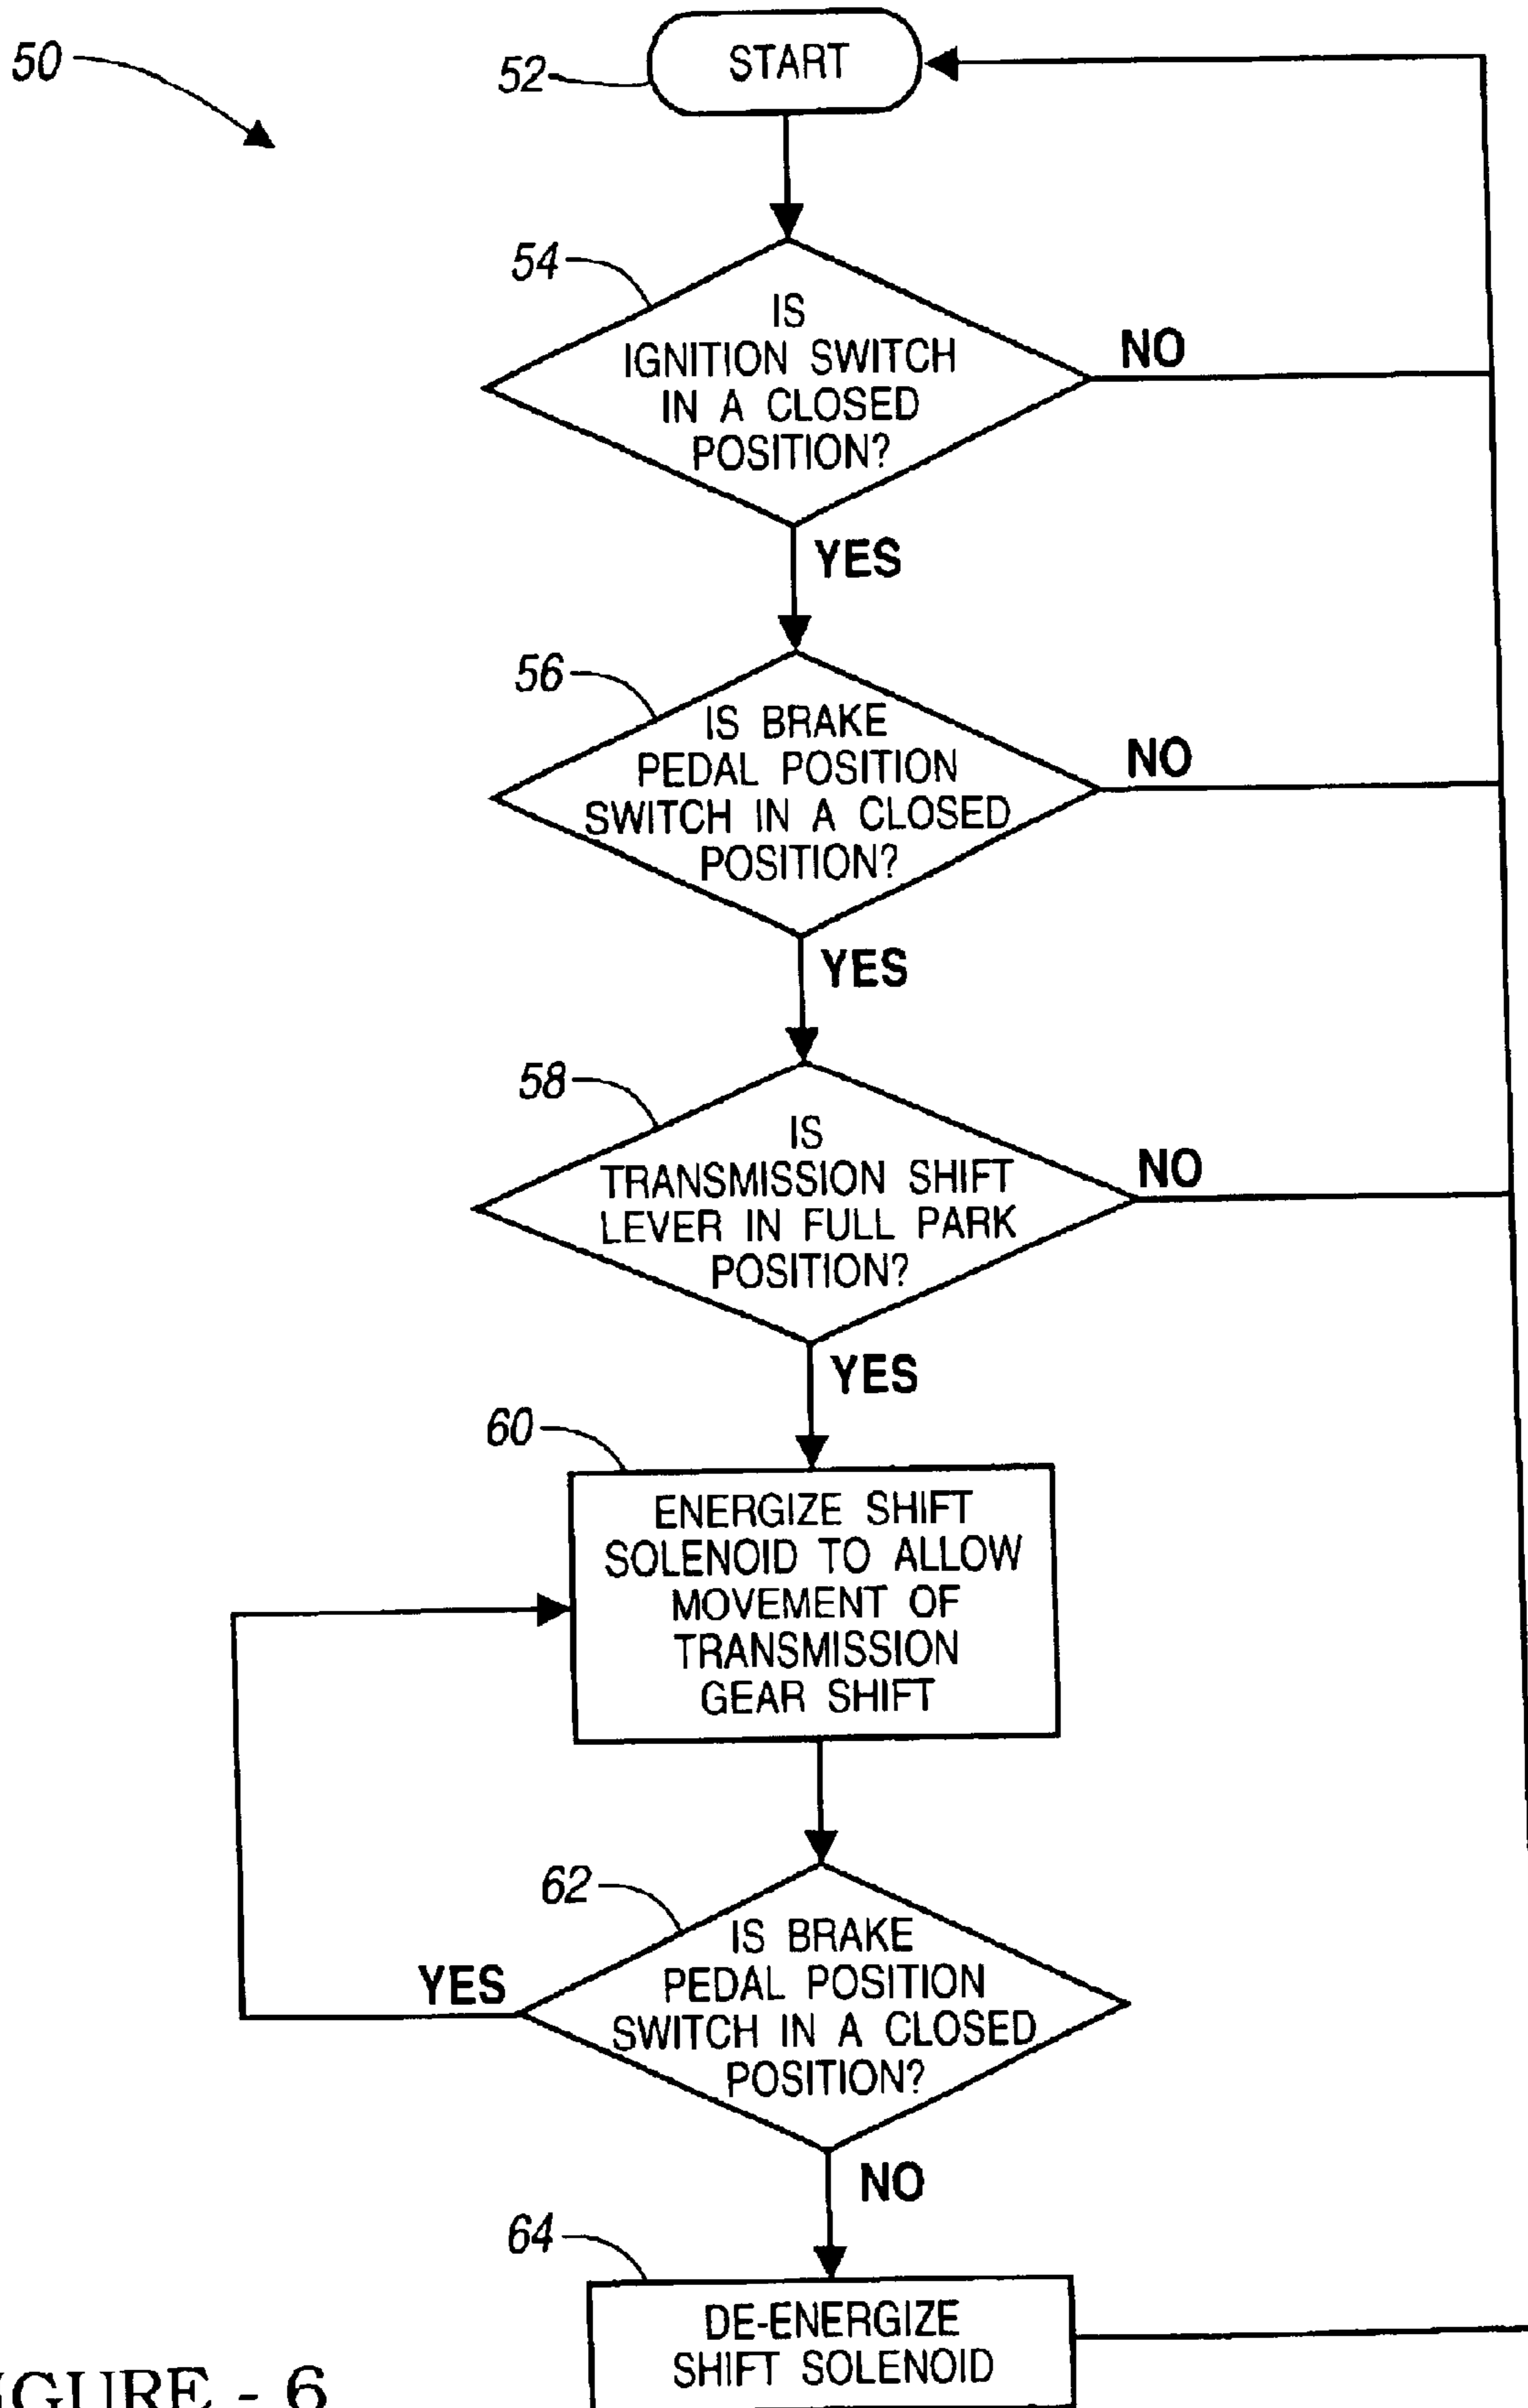 50
52
START
54
IS
IGNITION SWITCH
IN A CLOSED
POSITION?
NO
YES
56
IS BRAKE
PEDAL POSITION
SWITCH IN A CLOSED
POSITION?
NO
YES
58
IS
TRANSMISSION SHIFT
LEVER IN FULL PARK
POSITION?
NO
YES
60
ENERGIZE SHIFT
SOLENOID TO ALLOW
MOVEMENT OF
TRANSMISSION
GEAR SHIFT
62
IS BRAKE
PEDAL POSITION
SWITCH IN A CLOSED
POSITION?
YES
NO
64
DE-ENERGIZE
SHIFT SOLENOID
IGURE - 6